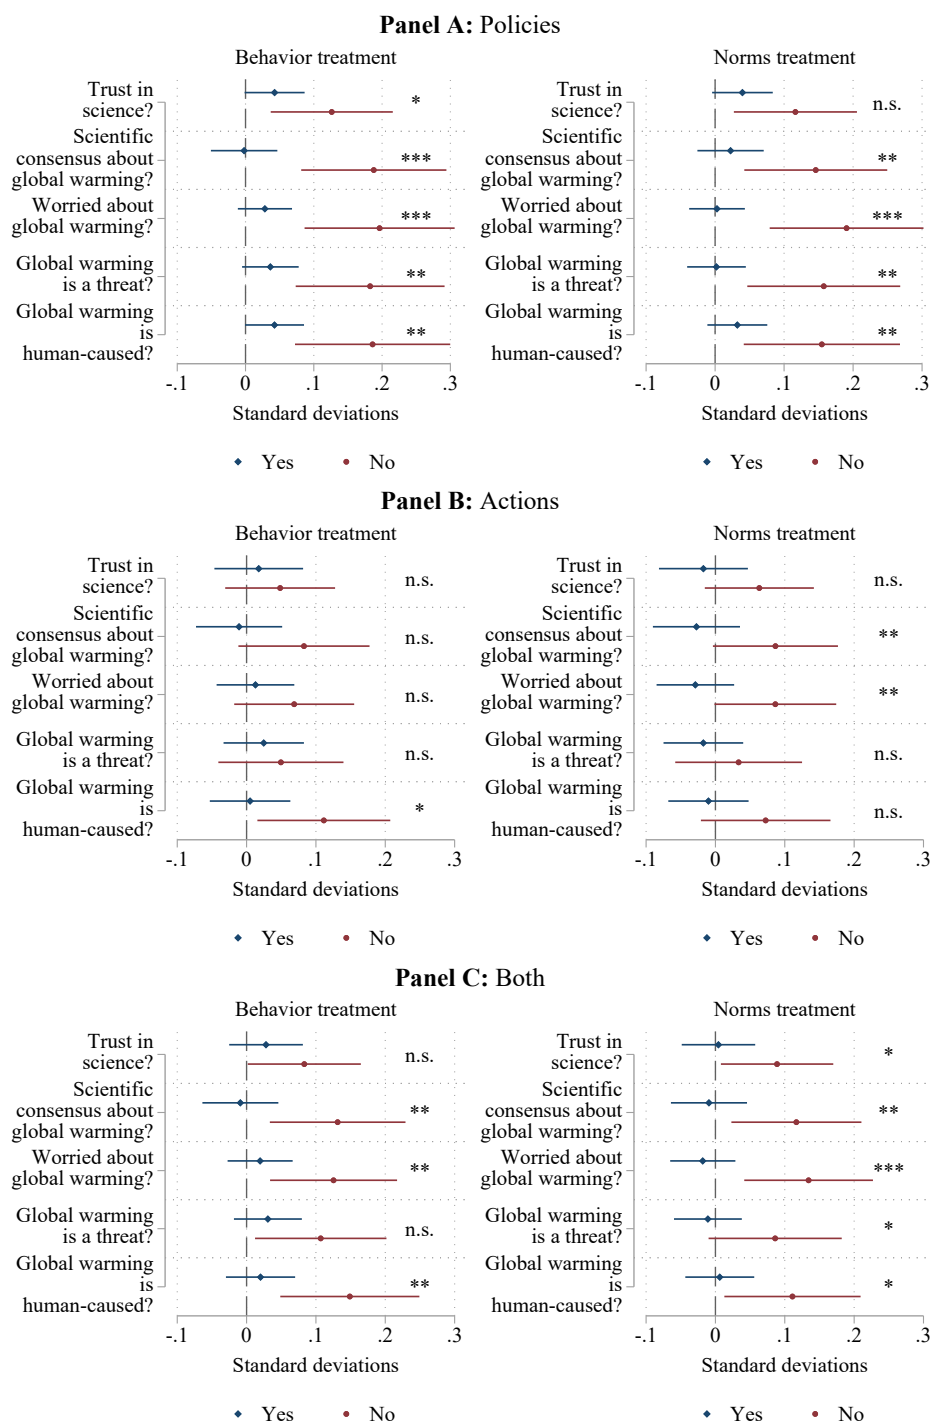 Panel A: Policies
Behavior treatment
Trust in
science?
*
Scientific
consensus about
global warming?
***
Worried about
global warming?
***
Global warming
is a threat?
**
Global warming
is
human-caused?
**
-.1 0 .1 .2 .3
Standard deviations
Yes No
Norms treatment
Trust in
science?
n.s.
Scientific
consensus about
global warming?
**
Worried about
global warming?
***
Global warming
is a threat?
**
Global warming
is
human-caused?
**
-.1 0 .1 .2 .3
Standard deviations
Yes No
Panel B: Actions
Behavior treatment
Trust in
science?
n.s.
Scientific
consensus about
global warming?
n.s.
Worried about
global warming?
n.s.
Global warming
is a threat?
n.s.
Global warming
is
human-caused?
*
-.1 0 .1 .2 .3
Standard deviations
Yes No
Norms treatment
Trust in
science?
n.s.
Scientific
consensus about
global warming?
**
Worried about
global warming?
**
Global warming
is a threat?
n.s.
Global warming
is
human-caused?
n.s.
-.1 0 .1 .2 .3
Standard deviations
Yes No
Panel C: Both
Behavior treatment
Trust in
science?
n.s.
Scientific
consensus about
global warming?
**
Worried about
global warming?
**
Global warming
is a threat?
n.s.
Global warming
is
human-caused?
**
-.1 0 .1 .2 .3
Standard deviations
Yes No
Norms treatment
Trust in
science?
*
Scientific
consensus about
global warming?
**
Worried about
global warming?
***
Global warming
is a threat?
*
Global warming
is
human-caused?
*
-.1 0 .1 .2 .3
Standard deviations
Yes No